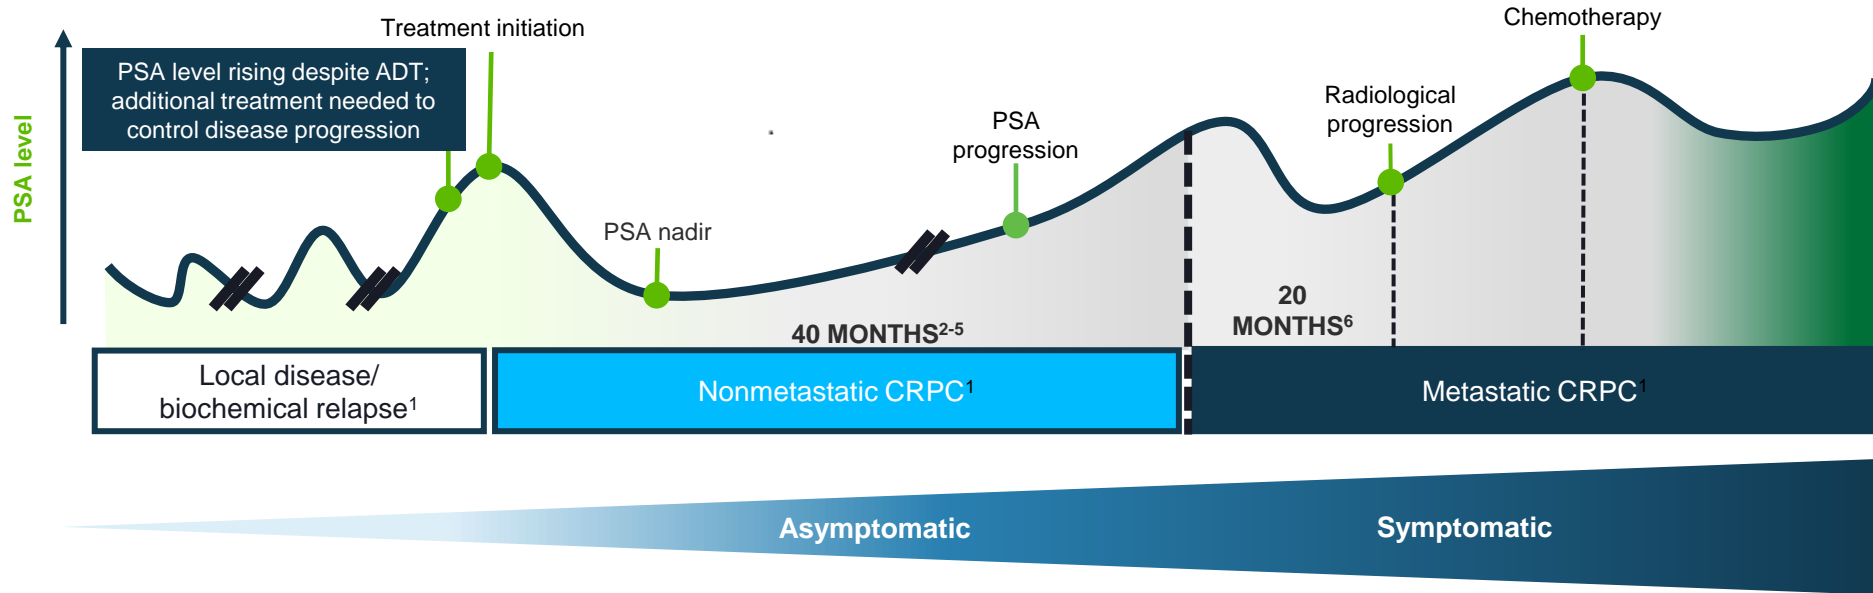 Treatment initiation
Chemotherapy
PSA level rising despite ADT;
additional treatment needed to
control disease progression
PSA level
Radiological
progression
PSA
progression
PSA nadir
20
MONTHS⁶
40 MONTHS²⁻⁵
Local disease/
biochemical relapse¹
Nonmetastatic CRPC¹
Metastatic CRPC¹
Asymptomatic
Symptomatic